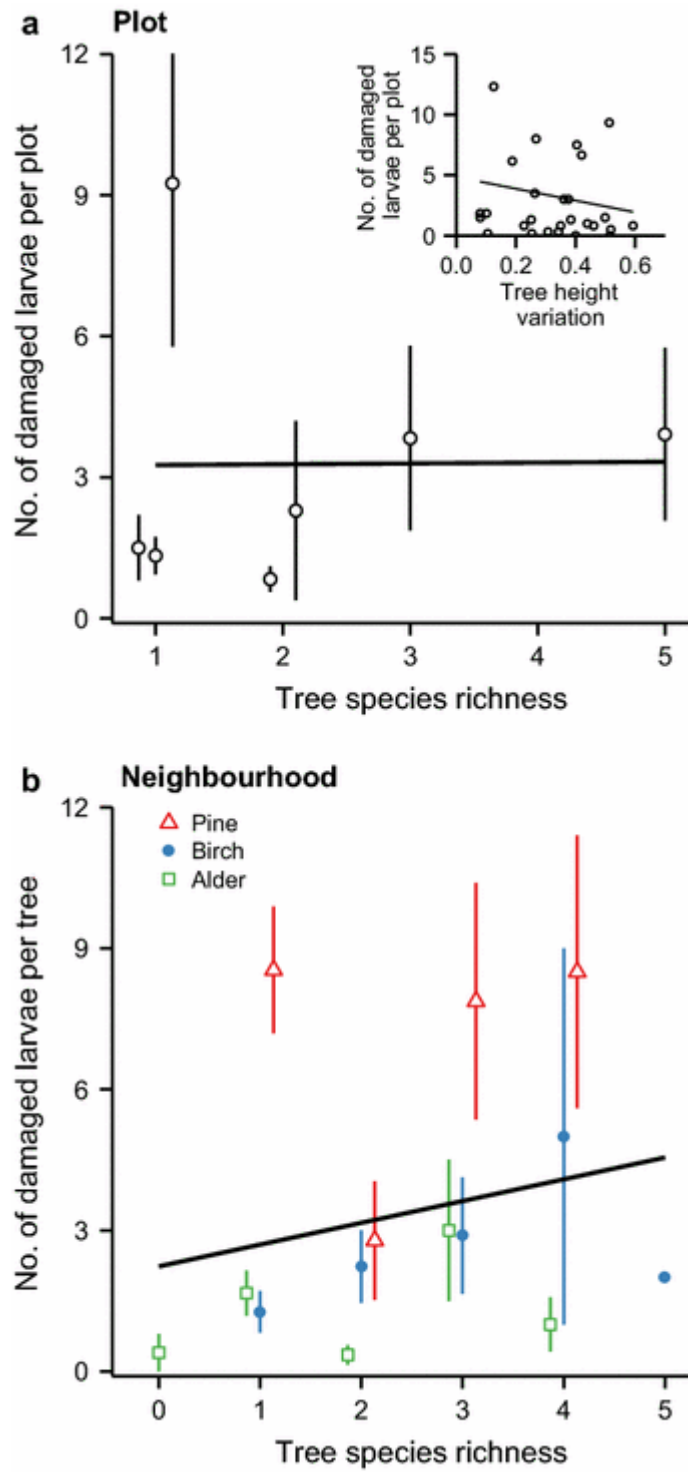 a Plot
No. of damaged larvae per plot
12
9
6
3
0
1 2 3 4 5
Tree species richness
No. of damaged
larvae per plot
15
10
5
0
0.0 0.2 0.4 0.6
Tree height
variation
b Neighbourhood
No. of damaged larvae per tree
12
9
6
3
0
Pine
Birch
Alder
0 1 2 3 4 5
Tree species richness